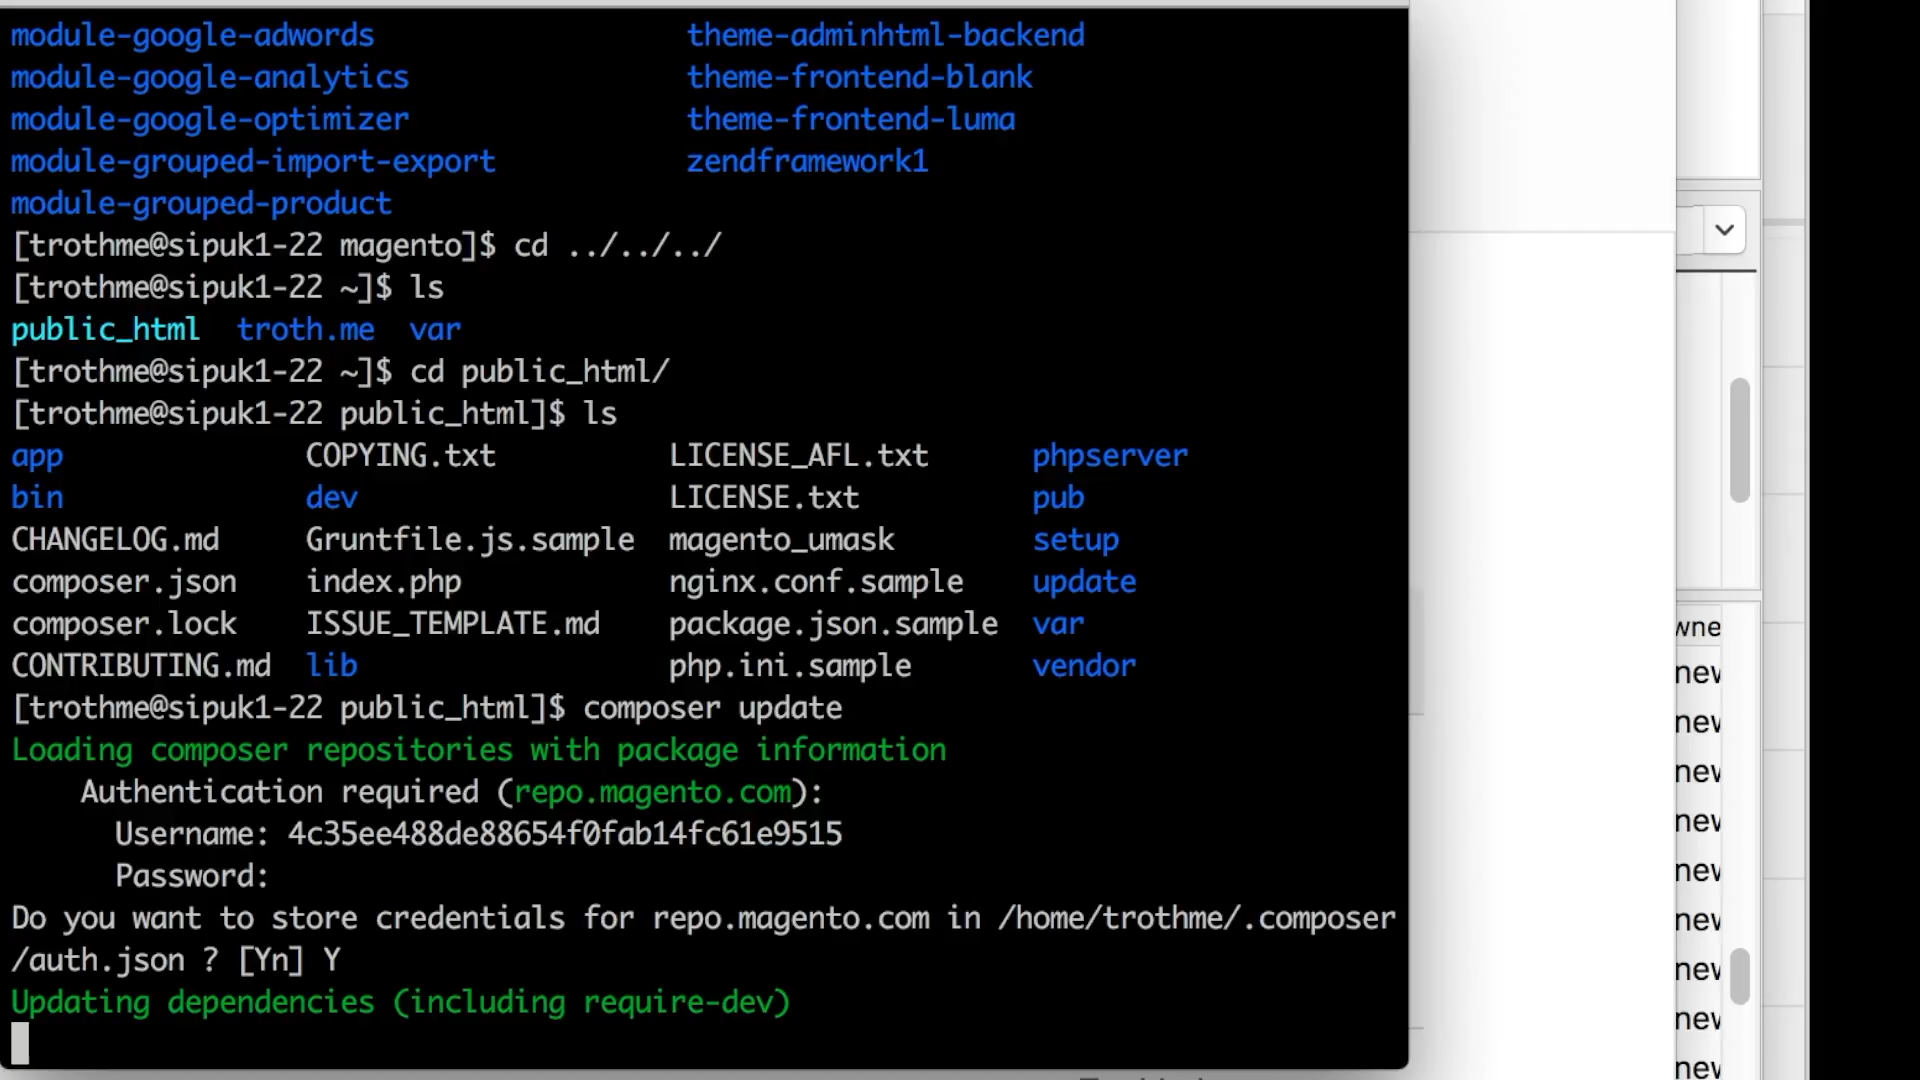 module-google-adwords theme-adminhtml-backend
module-google-analytics theme-frontend-blank
module-google-optimizer theme-frontend-luma
module-grouped-import-export zendframework1
module-grouped-product
[trothme@sipuk1-22 magento]$ cd ../../../
[trothme@sipuk1-22 ~]$ ls
public_html troth.me var
[trothme@sipuk1-22 ~]$ cd public_html/
[trothme@sipuk1-22 public_html]$ ls
app COPYING.txt LICENSE_AFL.txt phpserver
bin dev LICENSE.txt pub
CHANGELOG.md Gruntfile.js.sample magento_umask setup
composer.json index.php nginx.conf.sample update
composer.lock ISSUE_TEMPLATE.md package.json.sample var
CONTRIBUTING.md lib php.ini.sample vendor
[trothme@sipuk1-22 public_html]$ composer update
Loading composer repositories with package information
Authentication required (repo.magento.com):
Username: 4c35ee488de88654f0fab14fc61e9515
Password:
Do you want to store credentials for repo.magento.com in /home/trothme/.composer
/auth.json ? [Yn] Y
Updating dependencies (including require-dev)